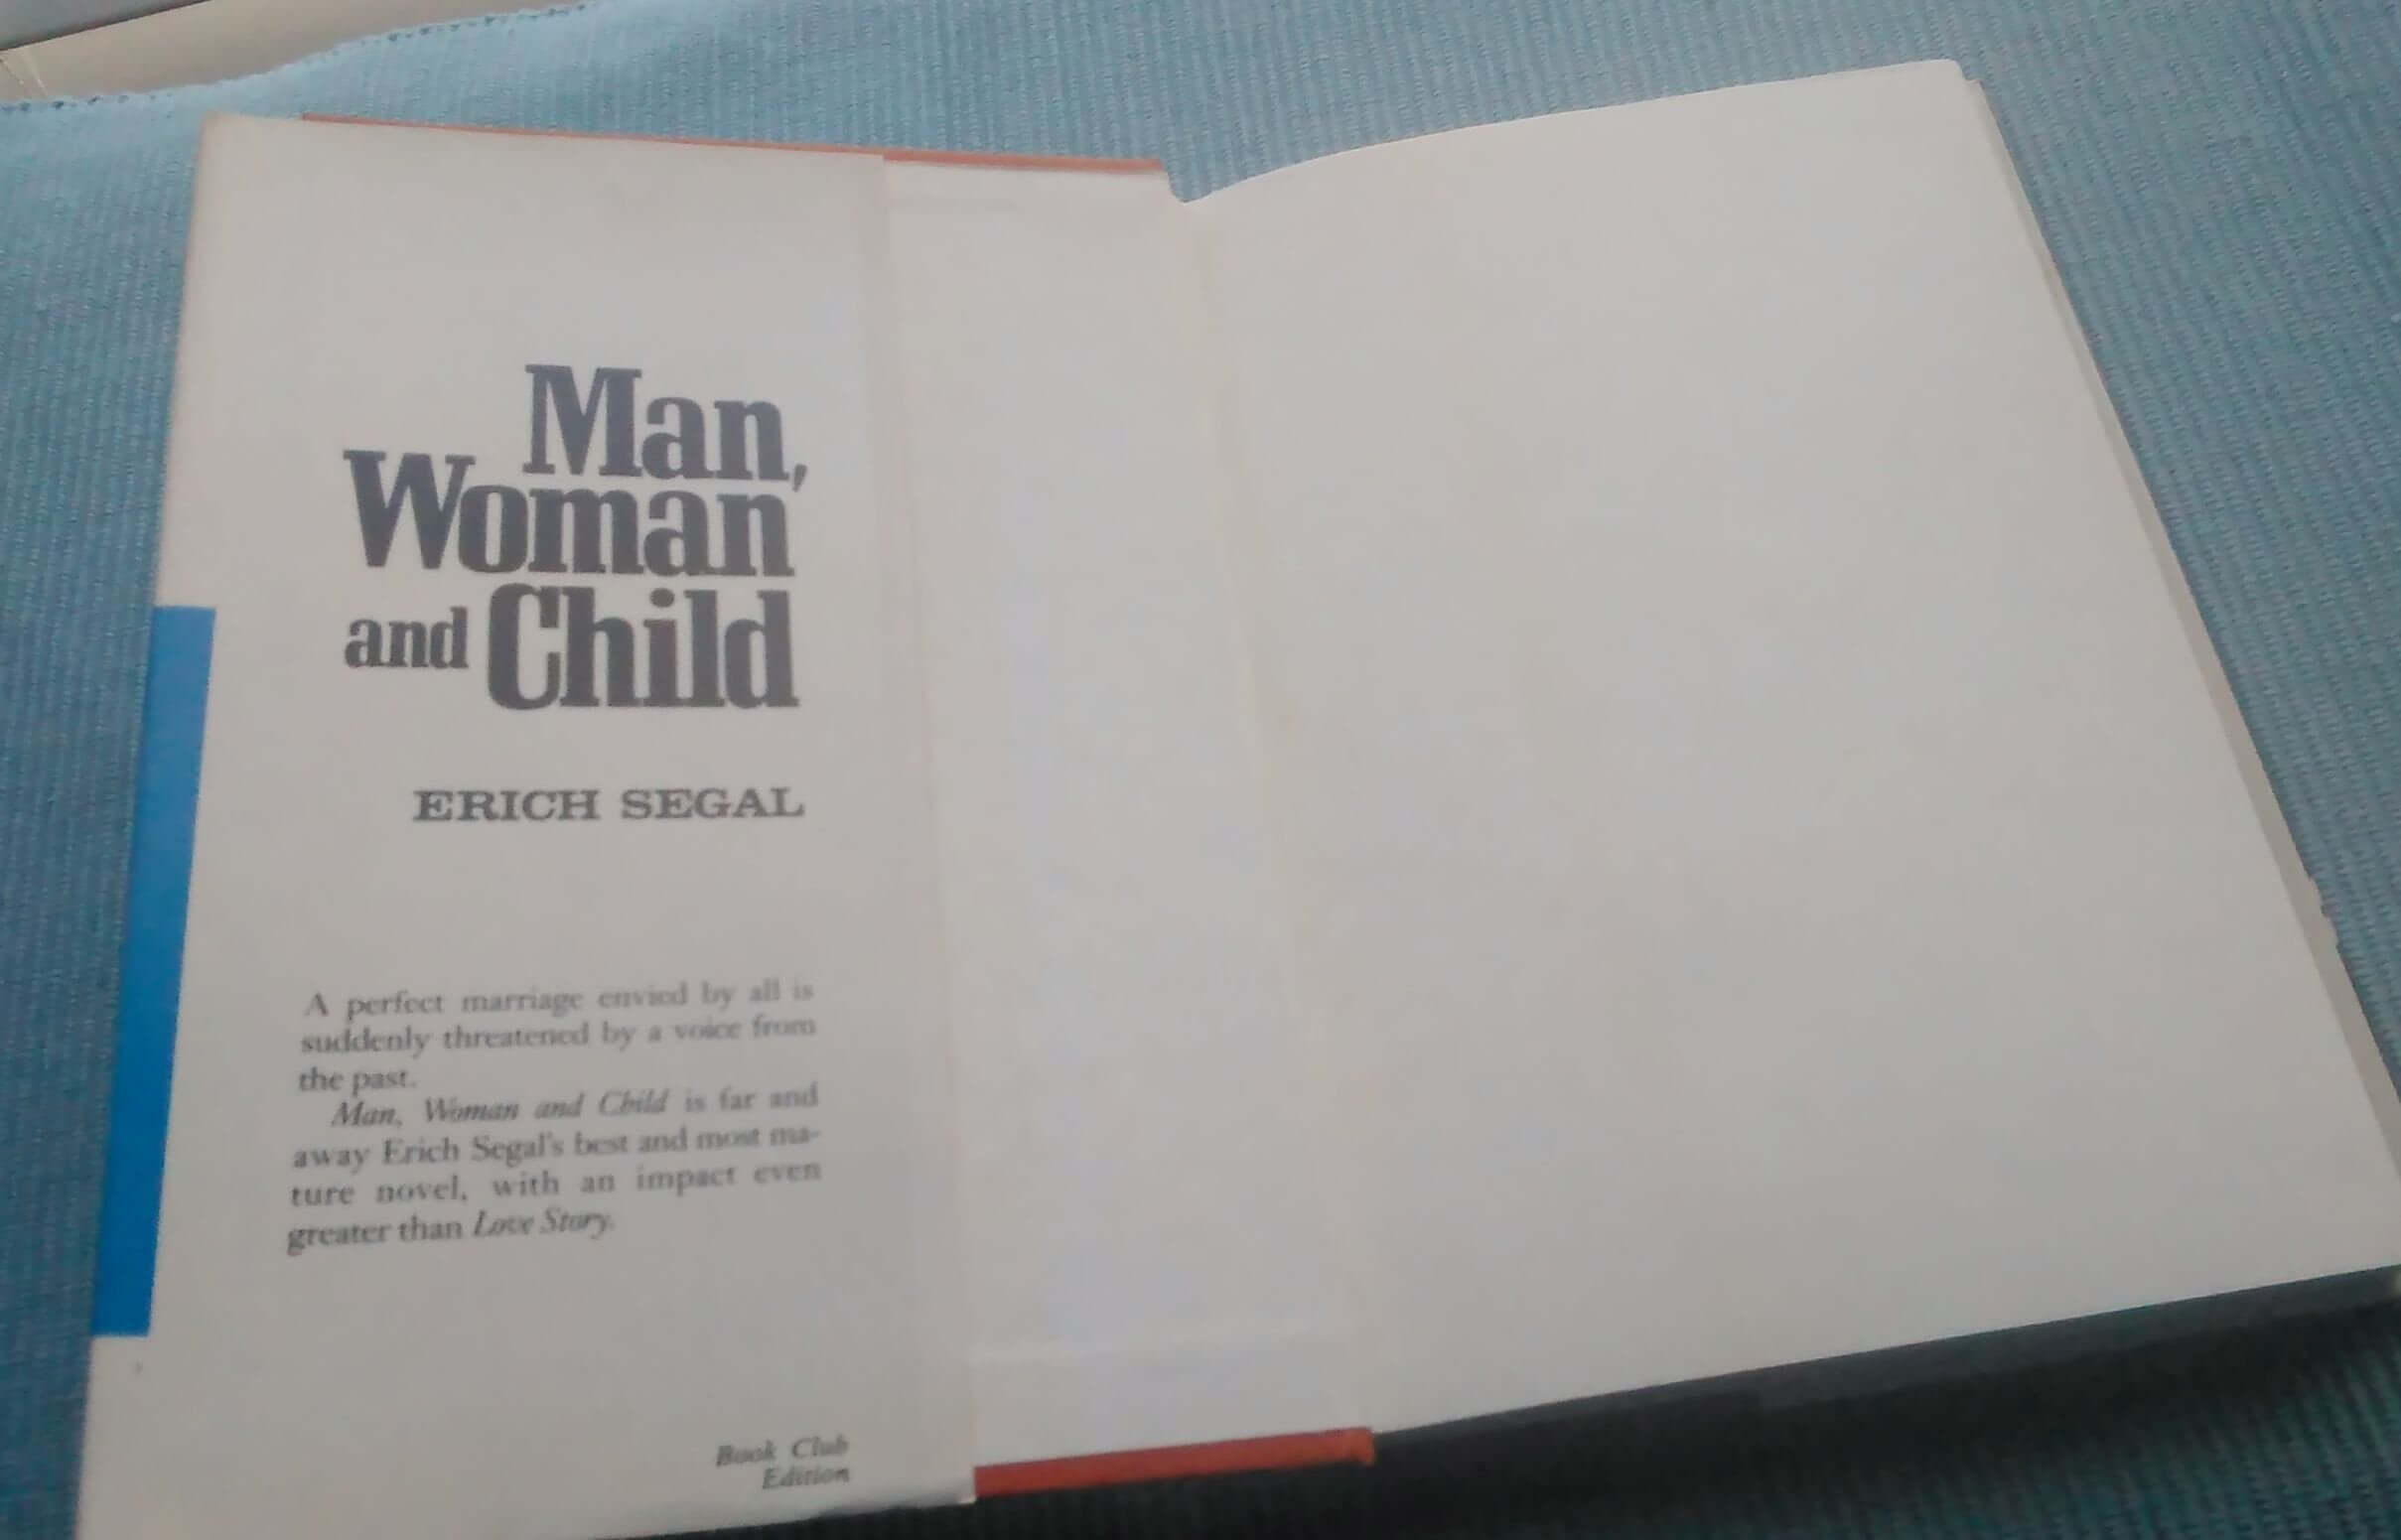 Man,
Woman
and Child
ERICH SEGAL
A perfect marriage envied by all is
suddenly threatened by a voice from
the past.
Man, Woman and Child is far and
away Erich Segal's best and most ma-
ture novel, with an impact even
greater than Love Story.
Book Club
Edition